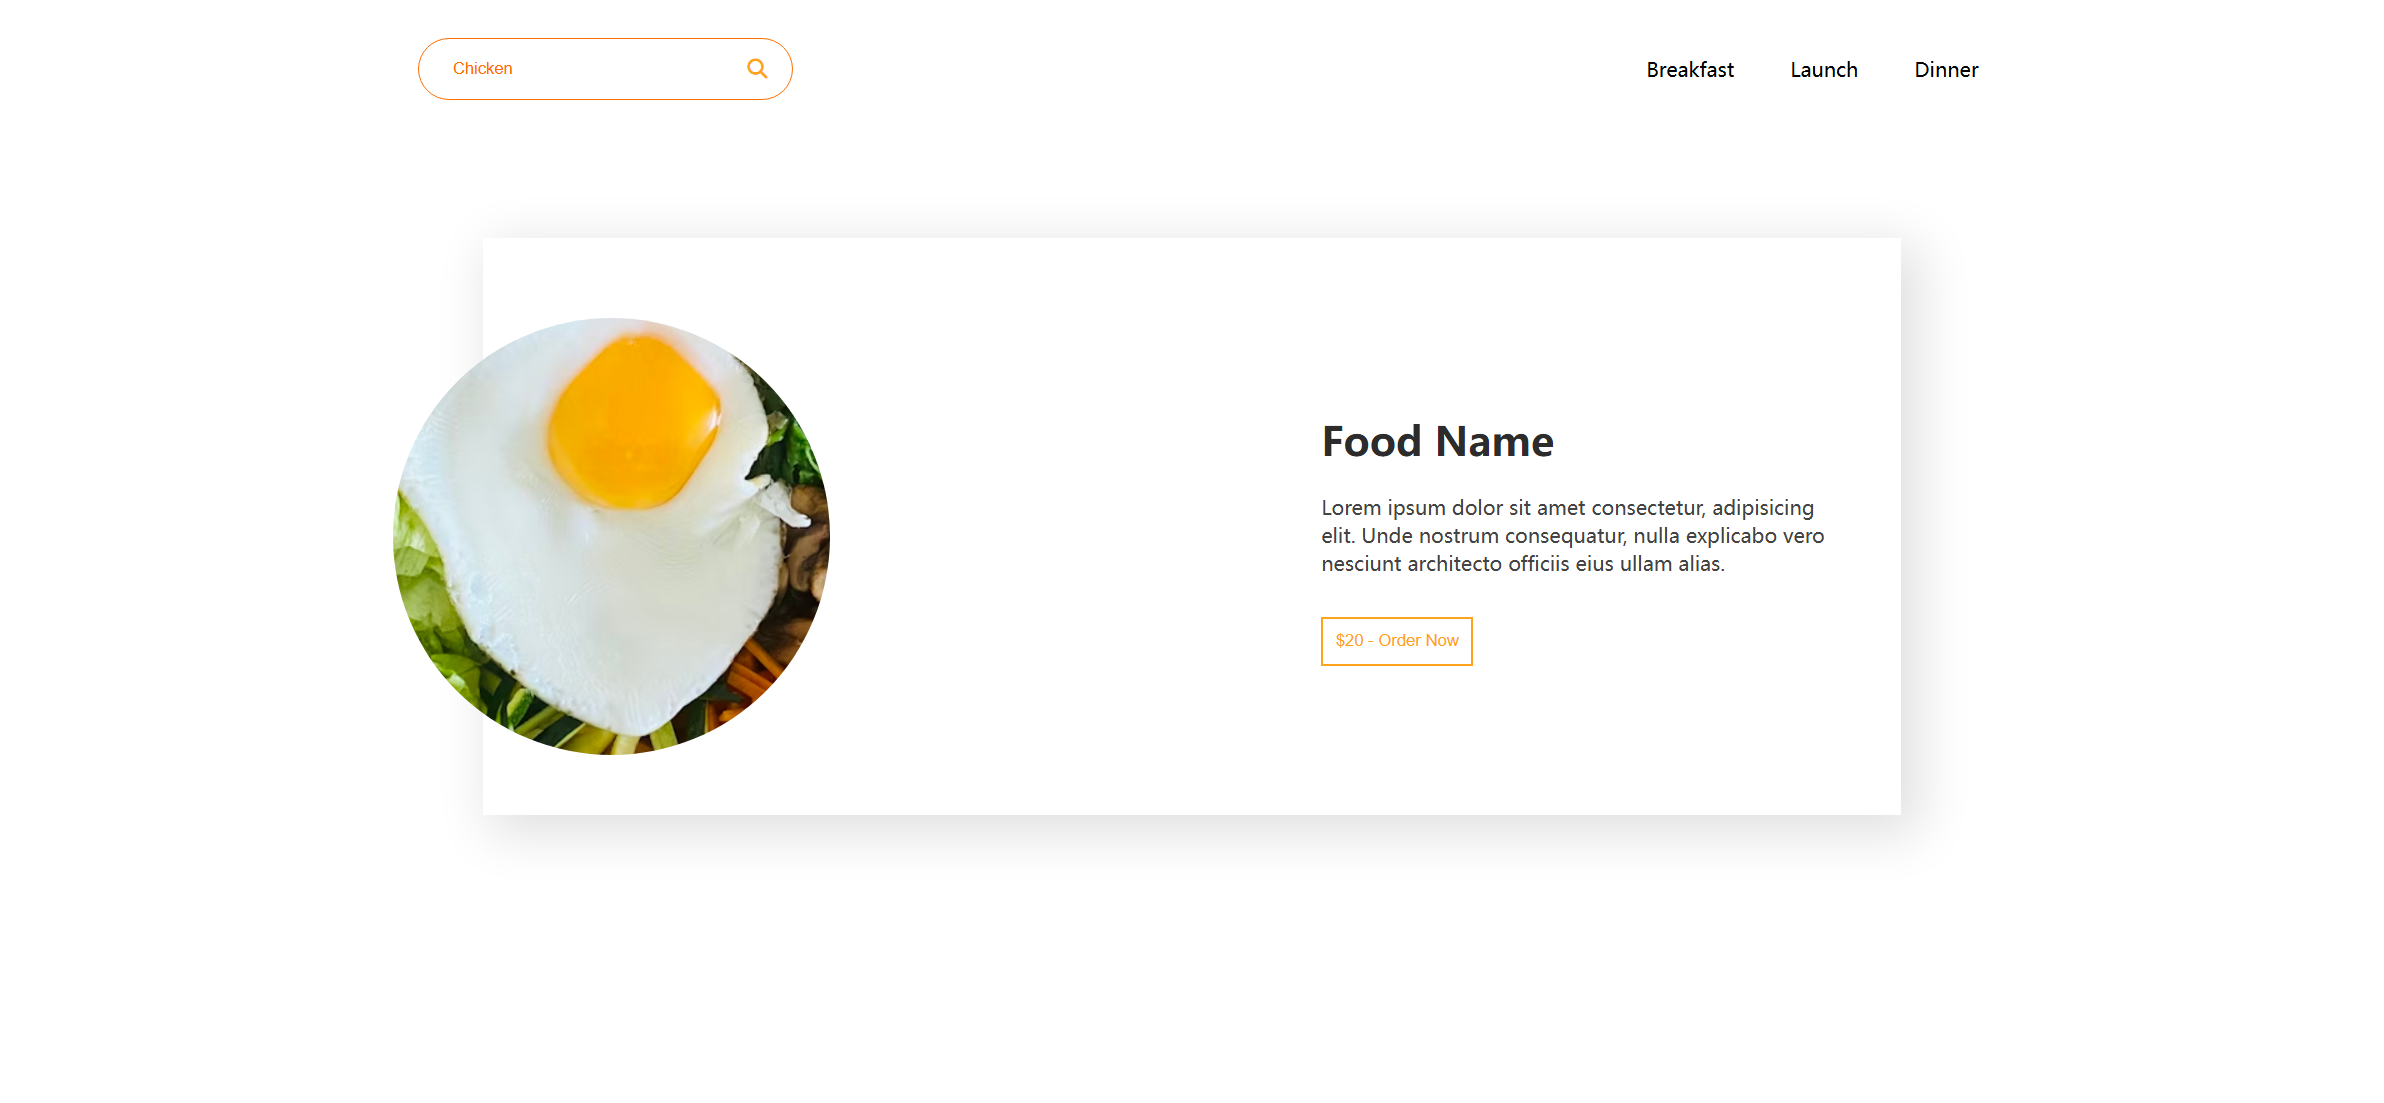 Chicken
Breakfast
Launch
Dinner
Food Name
Lorem ipsum dolor sit amet consectetur, adipisicing
elit. Unde nostrum consequatur, nulla explicabo vero
nesciunt architecto officiis eius ullam alias.
$20 - Order Now